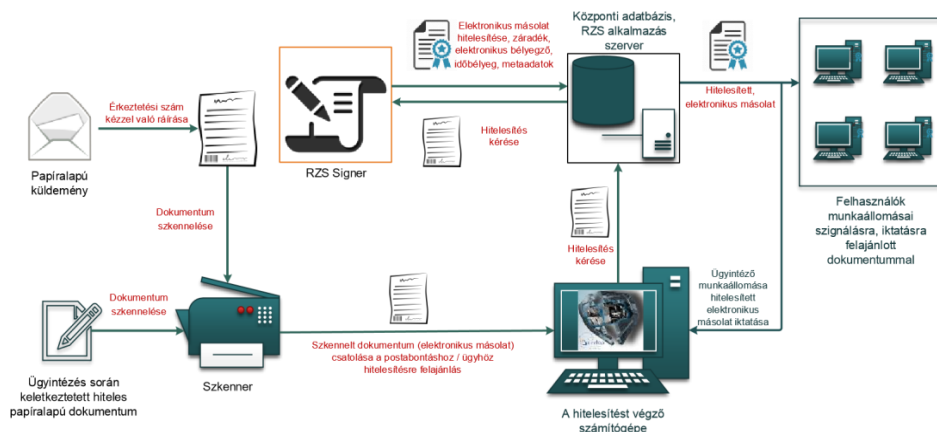 Elektronikus másolat
hitelesítése, záradék,
elektronikus bélyegző,
időbélyeg, metaadatok
Központi adatbázis,
RZS alkalmazás
szerver
Érkeztetési szám
kézzel való ráírása
Hitelesített,
elektronikus másolat
Hitelesítés
kérése
RZS Signer
Papíralapú
küldemény
Felhasználók
munkaállomásai
szignálásra, iktatásra
felajánlott
dokumentummal
Dokumentum
szkennelése
Hitelesítés
kérése
Ügyintéző
munkaállomása
hitelesített
elektronikus
másolat iktatása
Dokumentum
szkennelése
Szkennelt dokumentum (elektronikus másolat)
csatolása a postabontáshoz / ügyhöz
hitelesítésre felajánlás
Szkenner
Ügyintézés során
keletkeztetett hiteles
papíralapú dokumentum
A hitelesítést végző
számítógépe